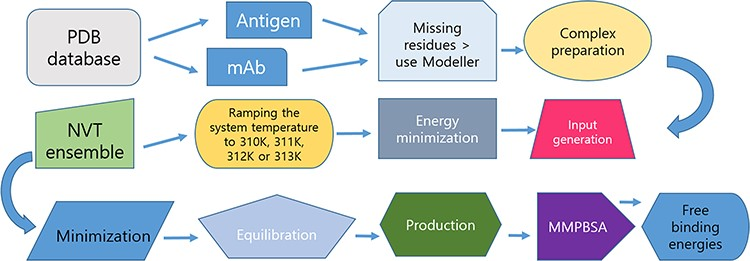 PDB
database
Antigen
mAb
Missing
residues >
use Modeller
Complex
preparation
NVT
ensemble
Ramping the
system temperature
to 310K, 311K,
312K or 313K
Energy
minimization
Input
generation
Minimization
Equilibration
Production
MMPBSA
Free
binding
energies